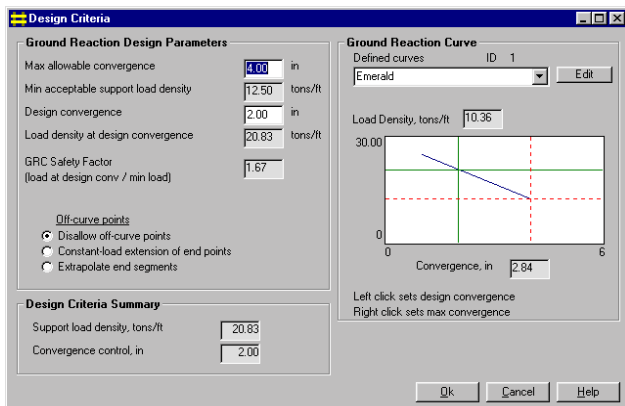 Design Criteria
Ground Reaction Design Parameters
Max allowable convergence 4.00 in
Min acceptable support load density 12.50 tons/ft
Design convergence 2.00 in
Load density at design convergence 20.83 tons/ft
GRC Safety Factor
(load at design conv / min load) 1.67
Off-curve points
Disallow off-curve points
Constant-load extension of end points
Extrapolate end segments
Design Criteria Summary
Support load density, tons/ft 20.83
Convergence control, in 2.00
Ground Reaction Curve
Defined curves ID 1
Emerald Edit
Load Density, tons/ft 10.36
30.00
0
0 6
Convergence, in 2.84
Left click sets design convergence
Right click sets max convergence
Ok Cancel Help